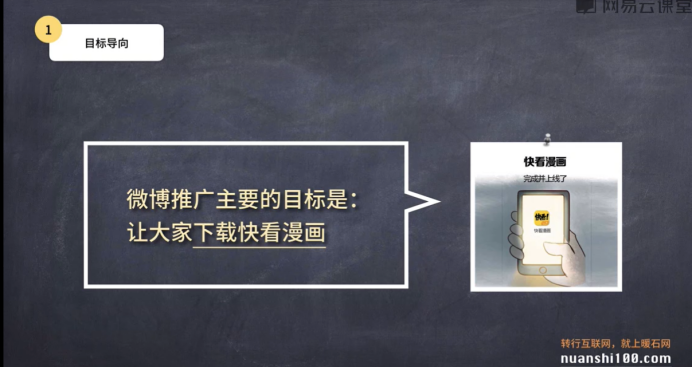 1
目标导向
网易云课堂
微博推广主要的目标是：
让大家下载快看漫画
快看漫画
完成并上线了
快看!
快看漫画
转行互联网，就上暖石网
nuanshi100.com